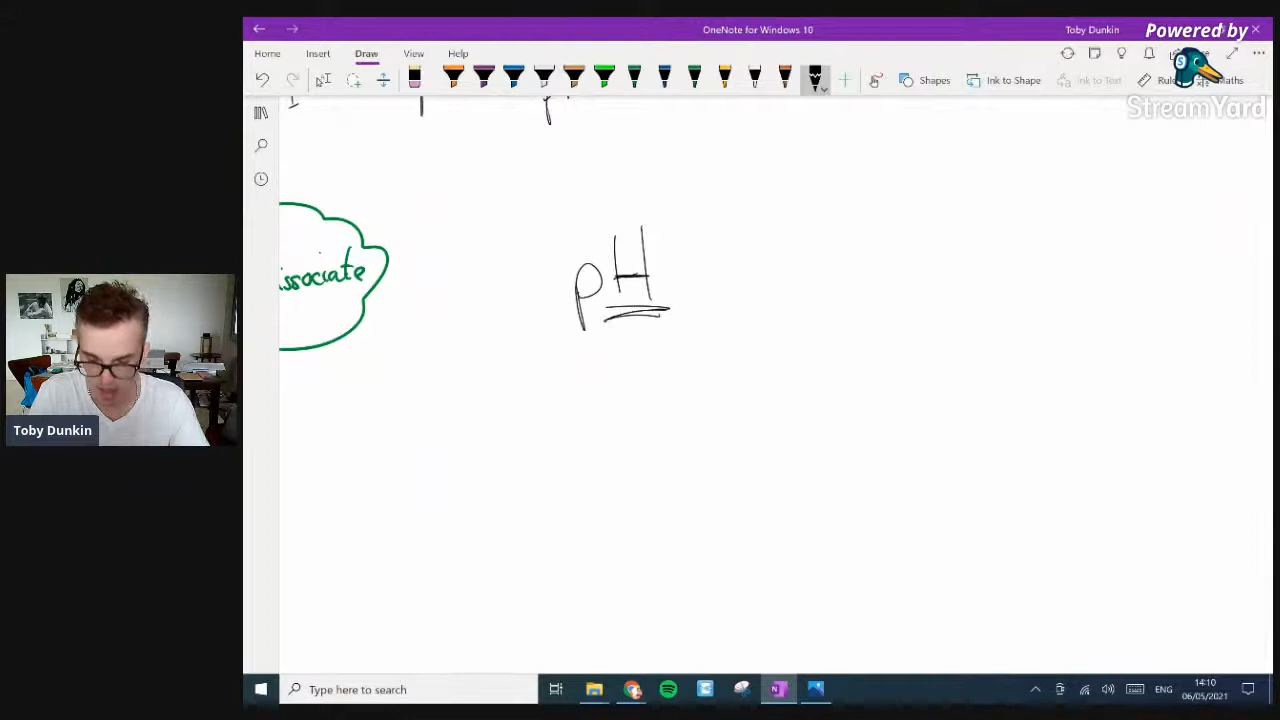 OneNote for Windows 10
Toby Dunkin
Powered by
StreamYard
Home Insert Draw View Help
Shapes
Ink to Shape
Ink to Text
Maths
pH
Toby Dunkin
Type here to search
ENG
14:10
06/05/2021